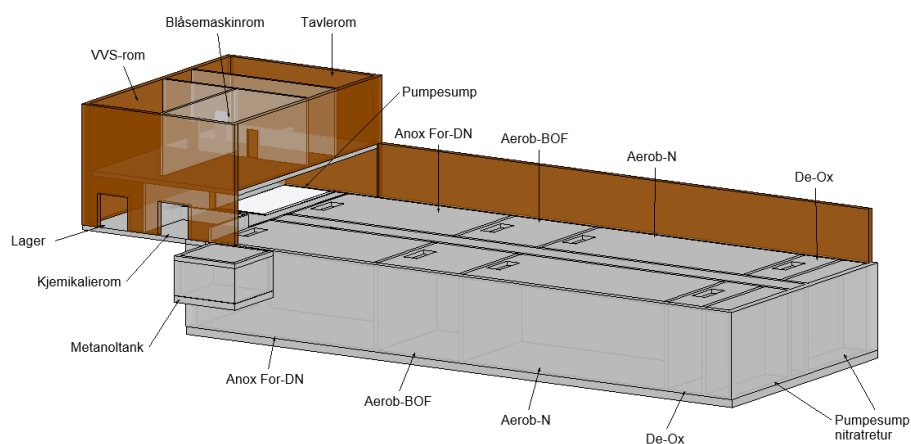 Blåsemaskinrom
Tavlerom
VVS-rom
Pumpesump
Anox For-DN
Aerob-BOF
Aerob-N
De-Ox
Lager
Kjemikalierom
Metanoltank
Anox For-DN
Aerob-BOF
Aerob-N
De-Ox
Pumpesump
nitratretur